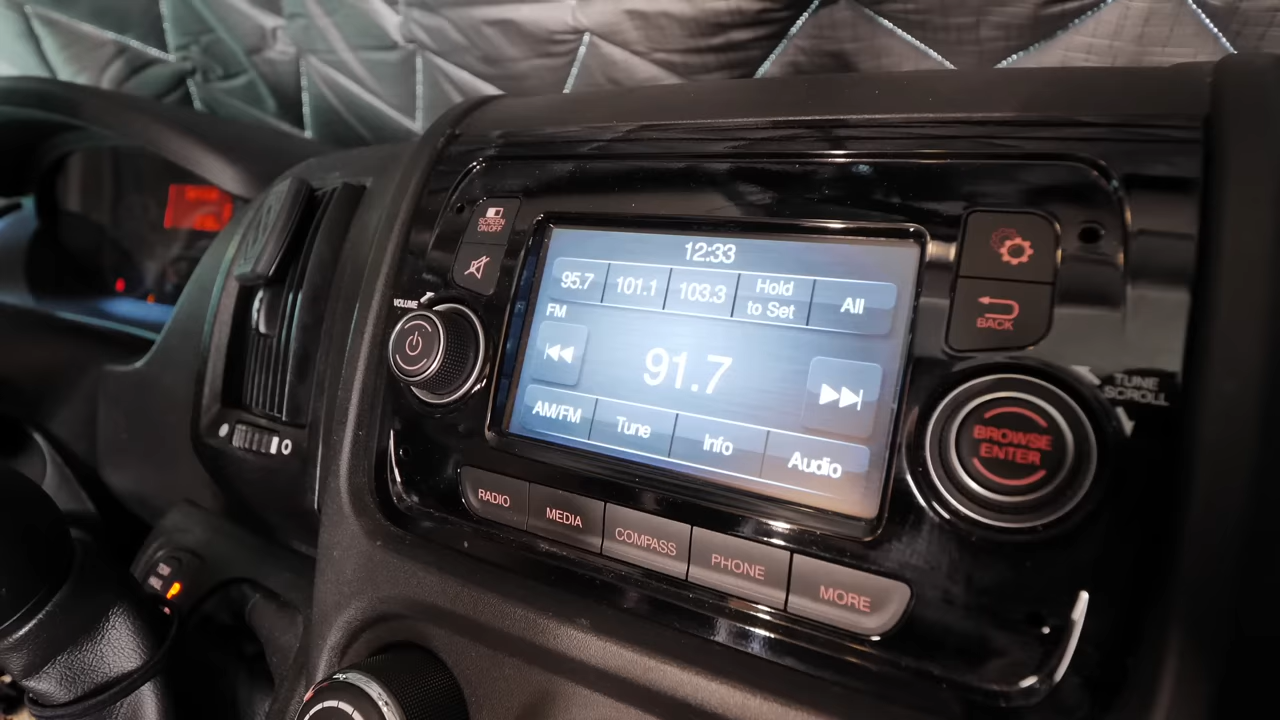 SCREEN
ON/OFF
VOLUME
12:33
95.7 101.1 103.3 Hold to Set All
FM
91.7
AM/FM Tune Info Audio
BACK
TUNE
SCROLL
BROWSE
ENTER
RADIO MEDIA COMPASS PHONE MORE